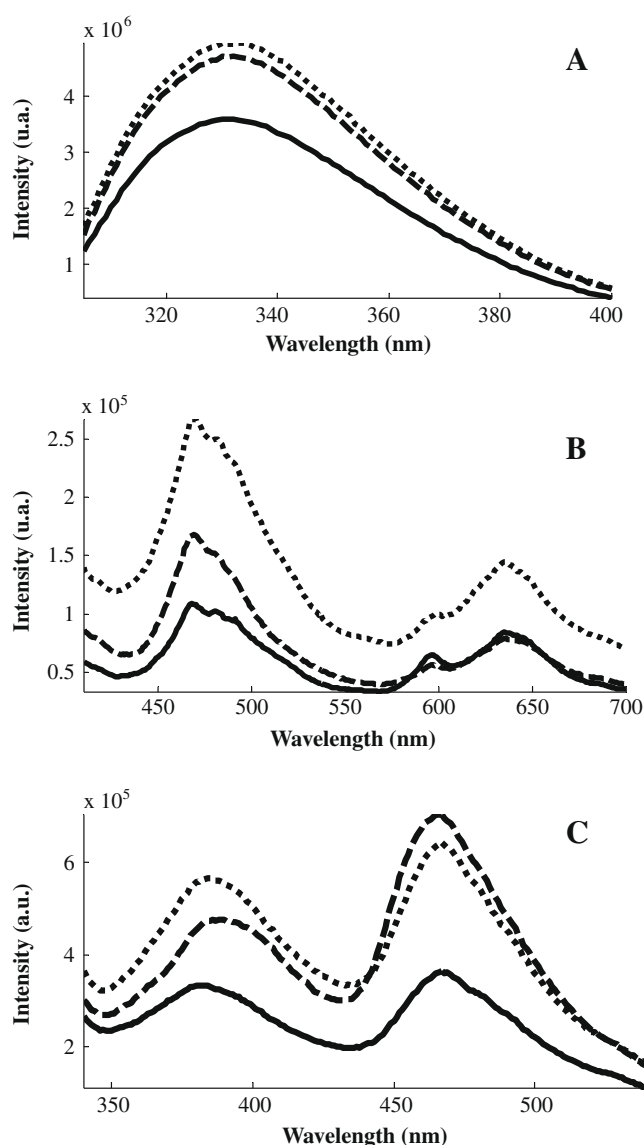 x 10^6
A
4
3
2
1
Intensity (u.a.)
320 340 360 380 400
Wavelength (nm)
x 10^5
B
2.5
2
1.5
1
0.5
Intensity (u.a.)
450 500 550 600 650 700
Wavelength (nm)
x 10^5
C
6
4
2
Intensity (a.u.)
350 400 450 500
Wavelength (nm)